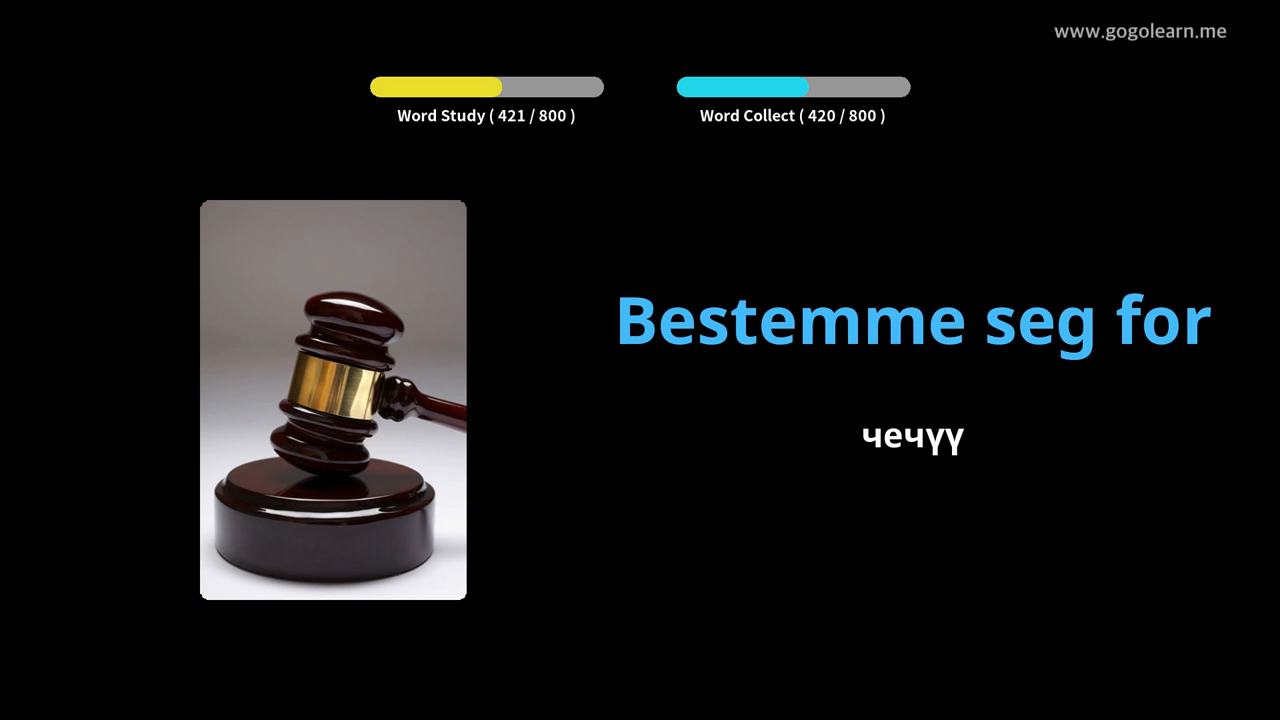 www.gogolearn.me
Word Study ( 421 / 800 )
Word Collect ( 420 / 800 )
Bestemme seg for
чечүү